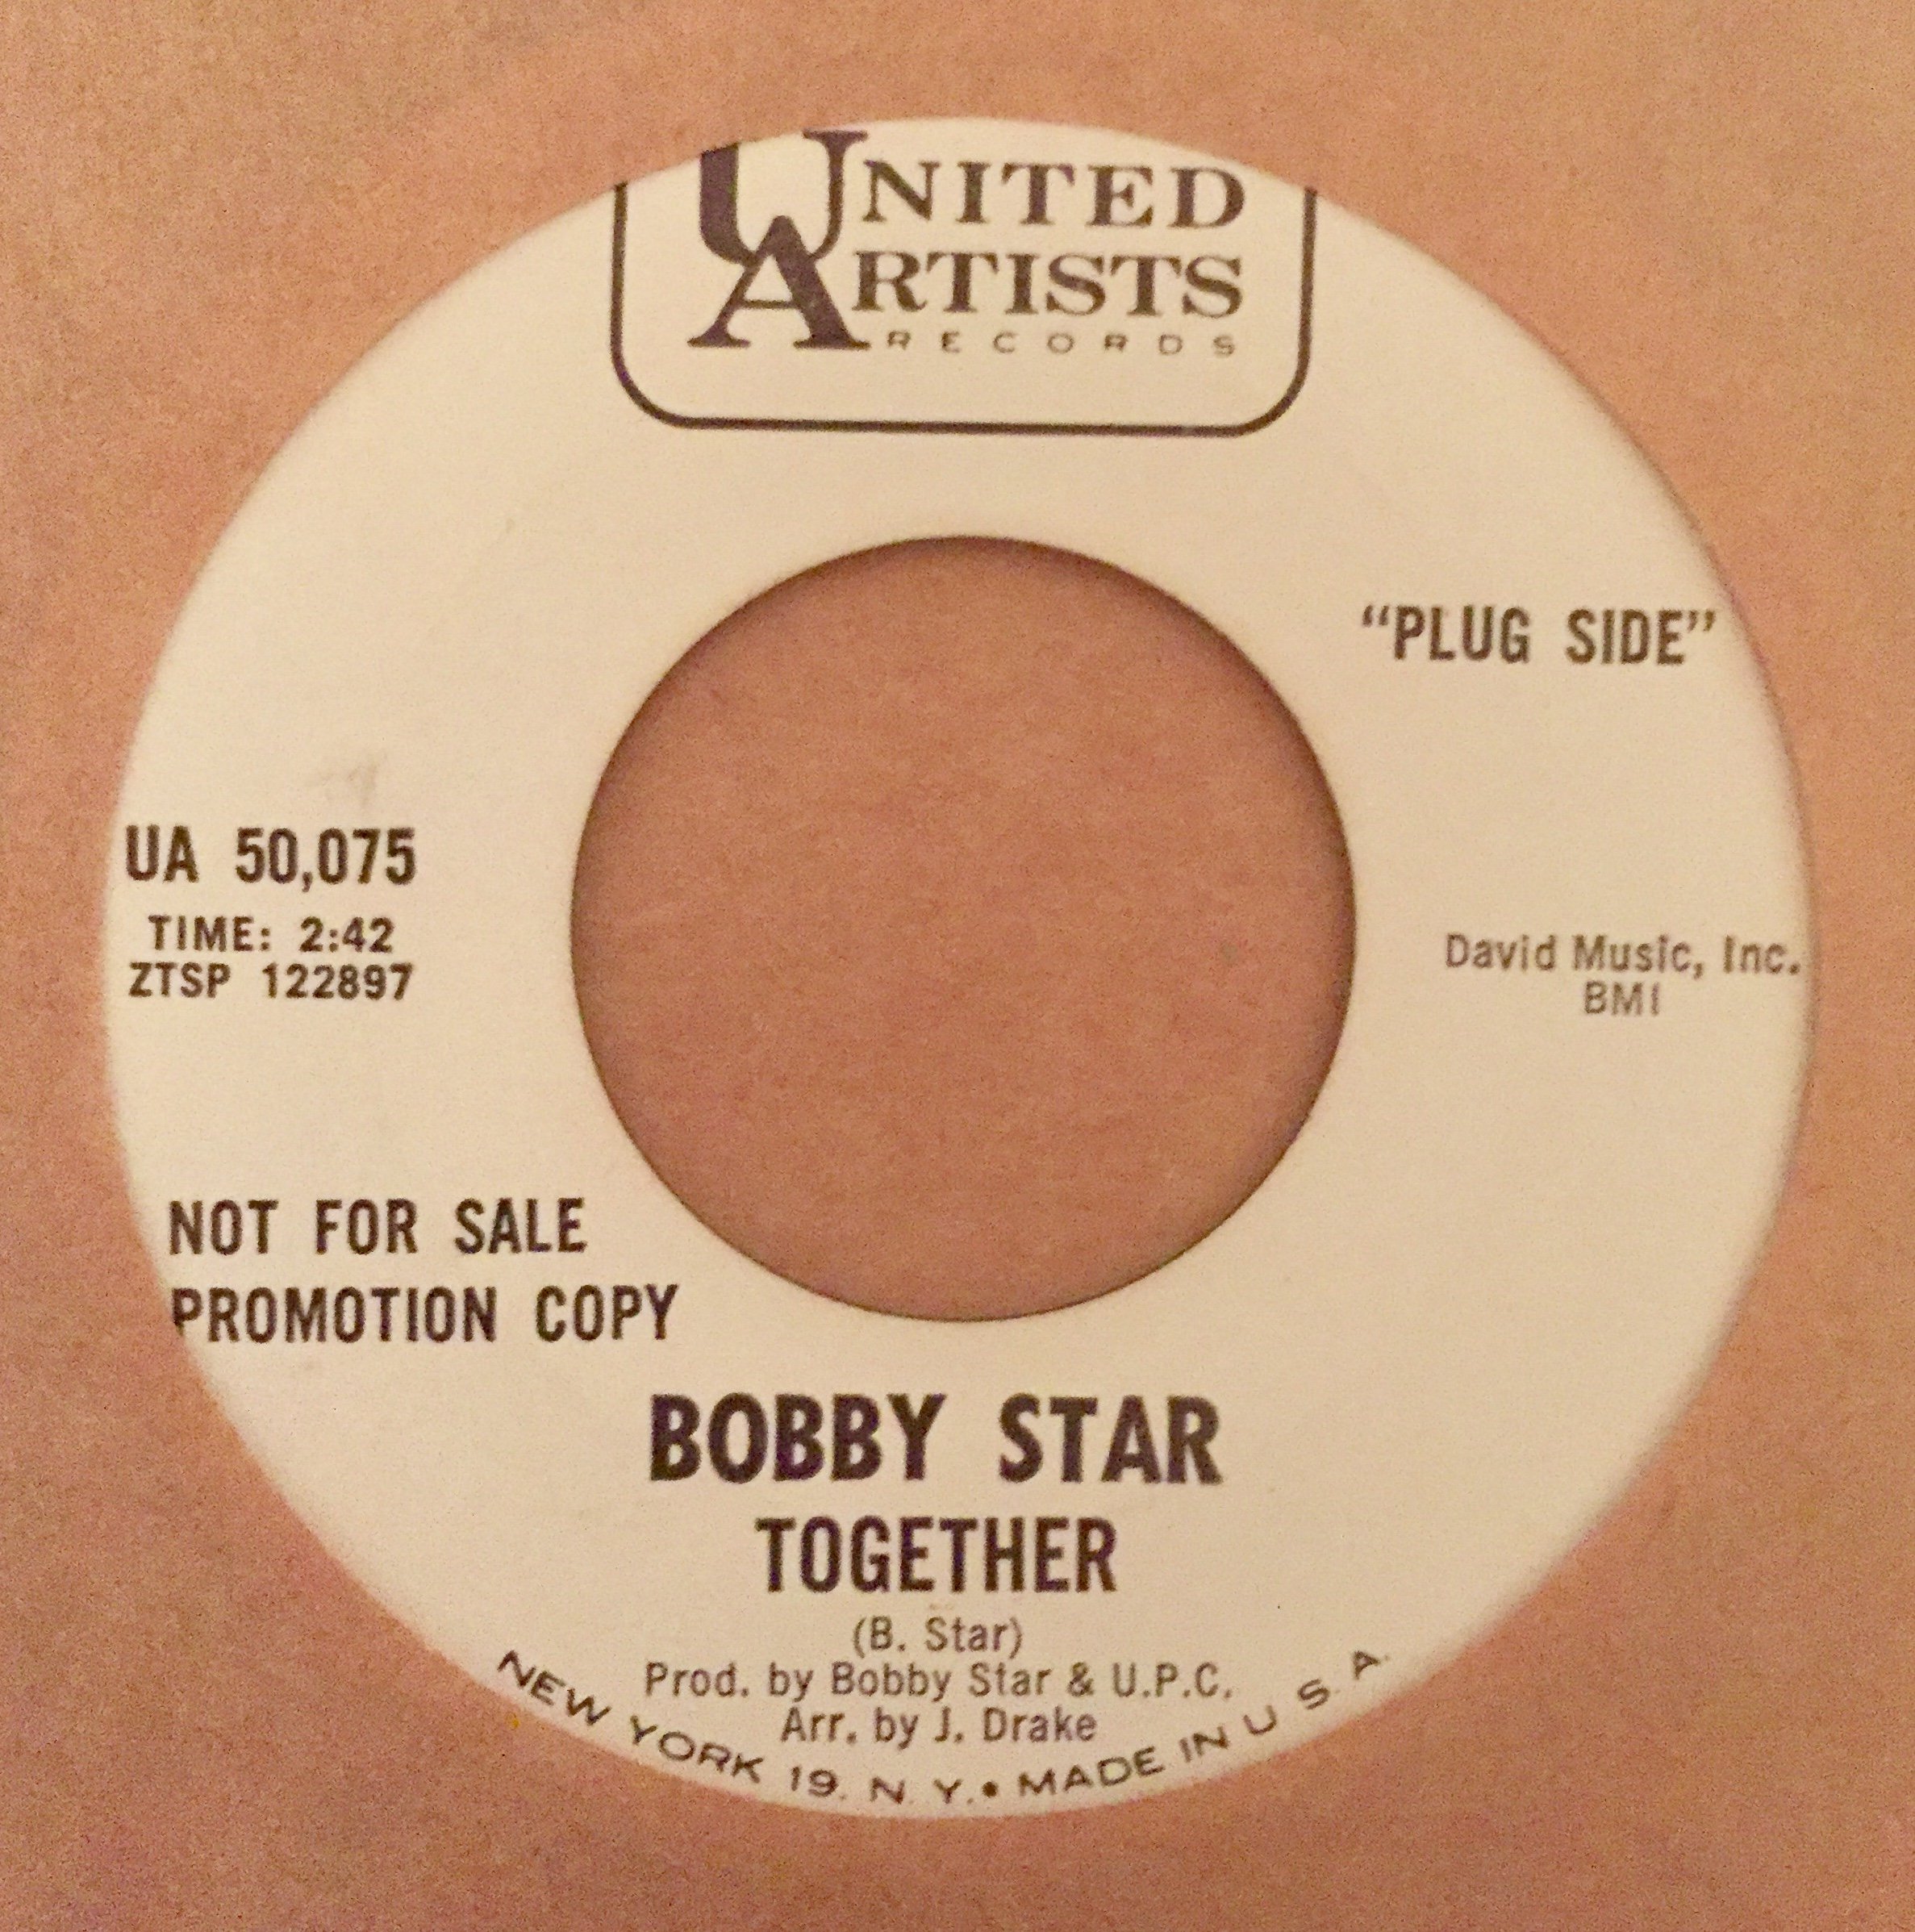 UNITED
ARTISTS
RECORDS
"PLUG SIDE"
UA 50,075
TIME: 2:42
ZTSP 122897
David Music, Inc.
BMI
NOT FOR SALE
PROMOTION COPY
BOBBY STAR
TOGETHER
(B. Star)
Prod. by Bobby Star & U.P.C.
Arr. by J. Drake
NEW YORK 19. N. Y. • MADE IN U. S. A.